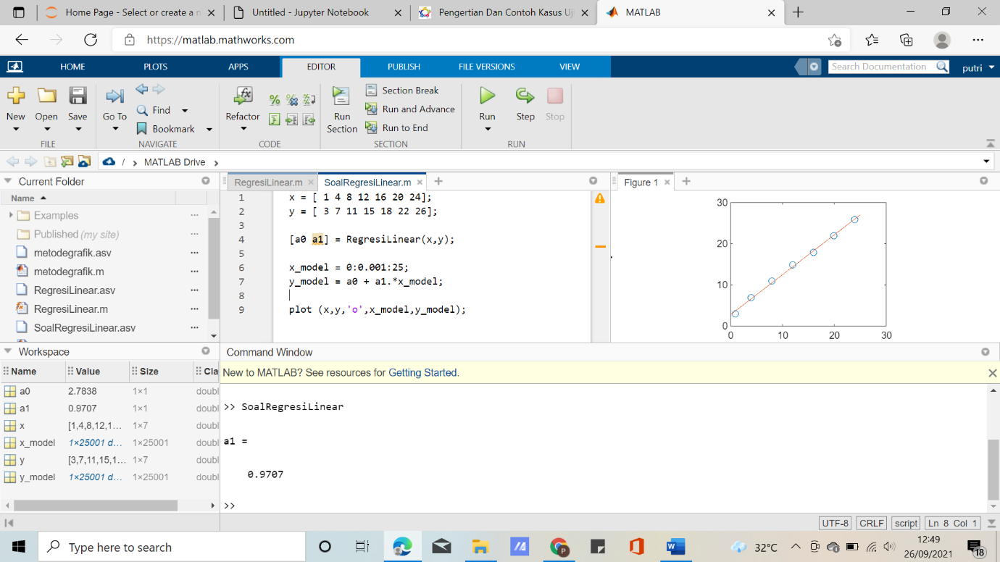 Home Page - Select or create a n
Untitled - Jupyter Notebook
Pengertian Dan Contoh Kasus Uji
MATLAB
https://matlab.mathworks.com
HOME PLOTS APPS EDITOR PUBLISH FILE VERSIONS VIEW
Search Documentation
putri
New Open Save
FILE
Go To
Find
Bookmark
NAVIGATE
Refactor
CODE
Run Section
Section Break
Run and Advance
Run to End
SECTION
Run Step Stop
RUN
/ › MATLAB Drive ›
Current Folder
Name
Examples
Published (my site)
metodegrafik.asv
metodegrafik.m
RegresiLinear.asv
RegresiLinear.m
SoalRegresiLinear.asv
RegresiLinear.m
SoalRegresiLinear.m
1 x = [ 1 4 8 12 16 20 24];
2 y = [ 3 7 11 15 18 22 26];
3
4 [a0 a1] = RegresiLinear(x,y);
5
6 x_model = 0:0.001:25;
7 y_model = a0 + a1.*x_model;
8
9 plot (x,y,'o',x_model,y_model);
Figure 1
30
20
10
0
0 10 20 30
Workspace
Name Value Size Cla
a0 2.7838 1×1 doubl
a1 0.9707 1×1 doubl
x [1,4,8,12,1... 1×7 doubl
x_model 1×25001 d... 1×25001 doubl
y [3,7,11,15,1... 1×7 doubl
y_model 1×25001 d... 1×25001 doubl
Command Window
New to MATLAB? See resources for Getting Started.
>> SoalRegresiLinear
a1 =
0.9707
>>
UTF-8 CRLF script Ln 8 Col 1
Type here to search
32°C
12:49
26/09/2021
18